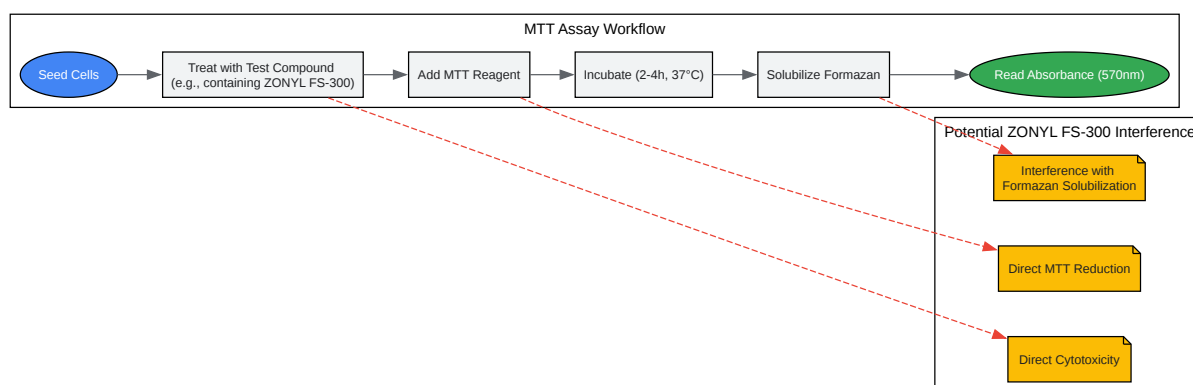 MTT Assay Workflow
Seed Cells
Treat with Test Compound
(e.g., containing ZONYL FS-300)
Add MTT Reagent
Incubate (2-4h, 37°C)
Solubilize Formazan
Read Absorbance (570nm)
Potential ZONYL FS-300 Interference
Interference with
Formazan Solubilization
Direct MTT Reduction
Direct Cytotoxicity